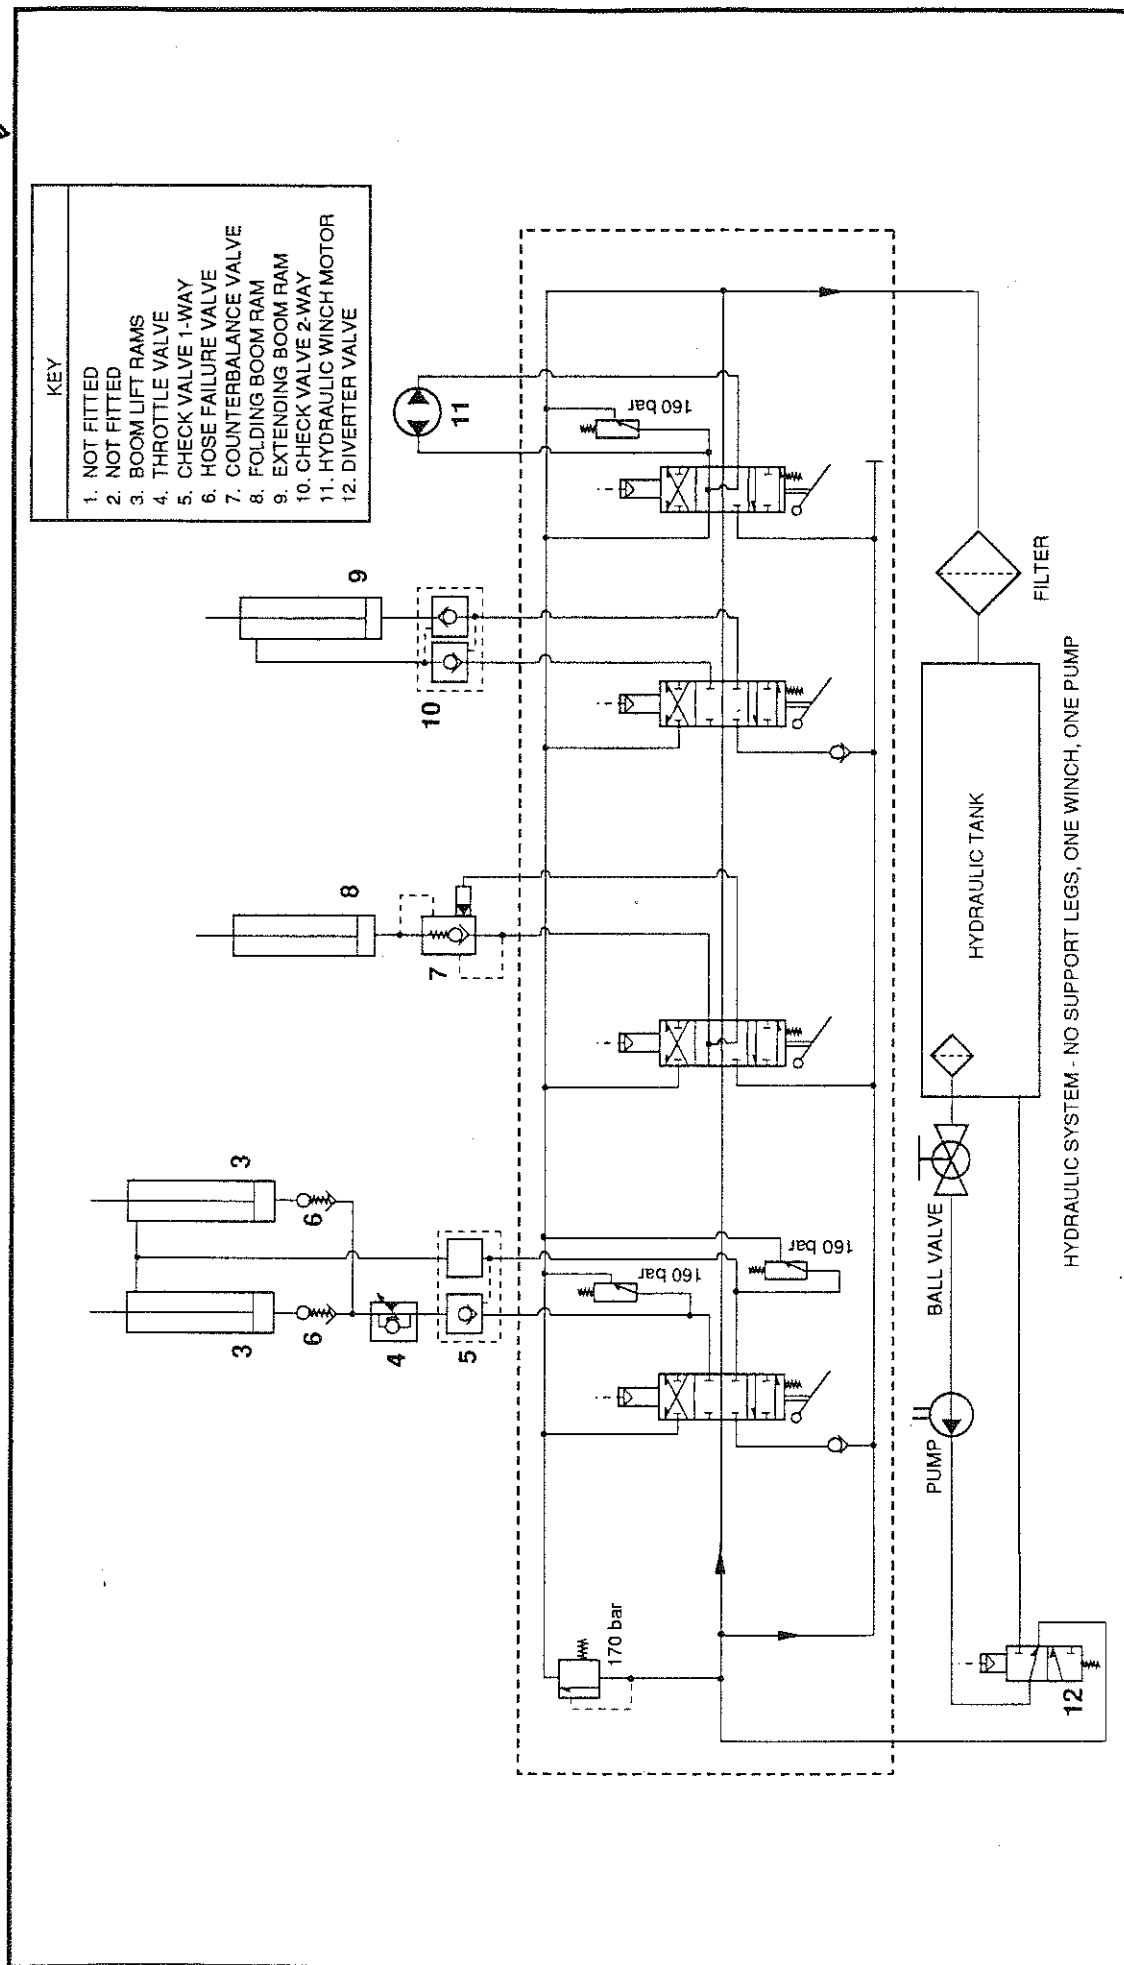 KEY
1. NOT FITTED
2. NOT FITTED
3. BOOM LIFT RAMS
4. THROTTLE VALVE
5. CHECK VALVE 1-WAY
6. HOSE FAILURE VALVE
7. COUNTERBALANCE VALVE
8. FOLDING BOOM RAM
9. EXTENDING BOOM RAM
10. CHECK VALVE 2-WAY
11. HYDRAULIC WINCH MOTOR
12. DIVERTER VALVE
3
3
6
6
4
5
8
7
9
10
11
170 bar
160 bar
160 bar
160 bar
12
PUMP
BALL VALVE
HYDRAULIC TANK
FILTER
HYDRAULIC SYSTEM - NO SUPPORT LEGS, ONE WINCH, ONE PUMP